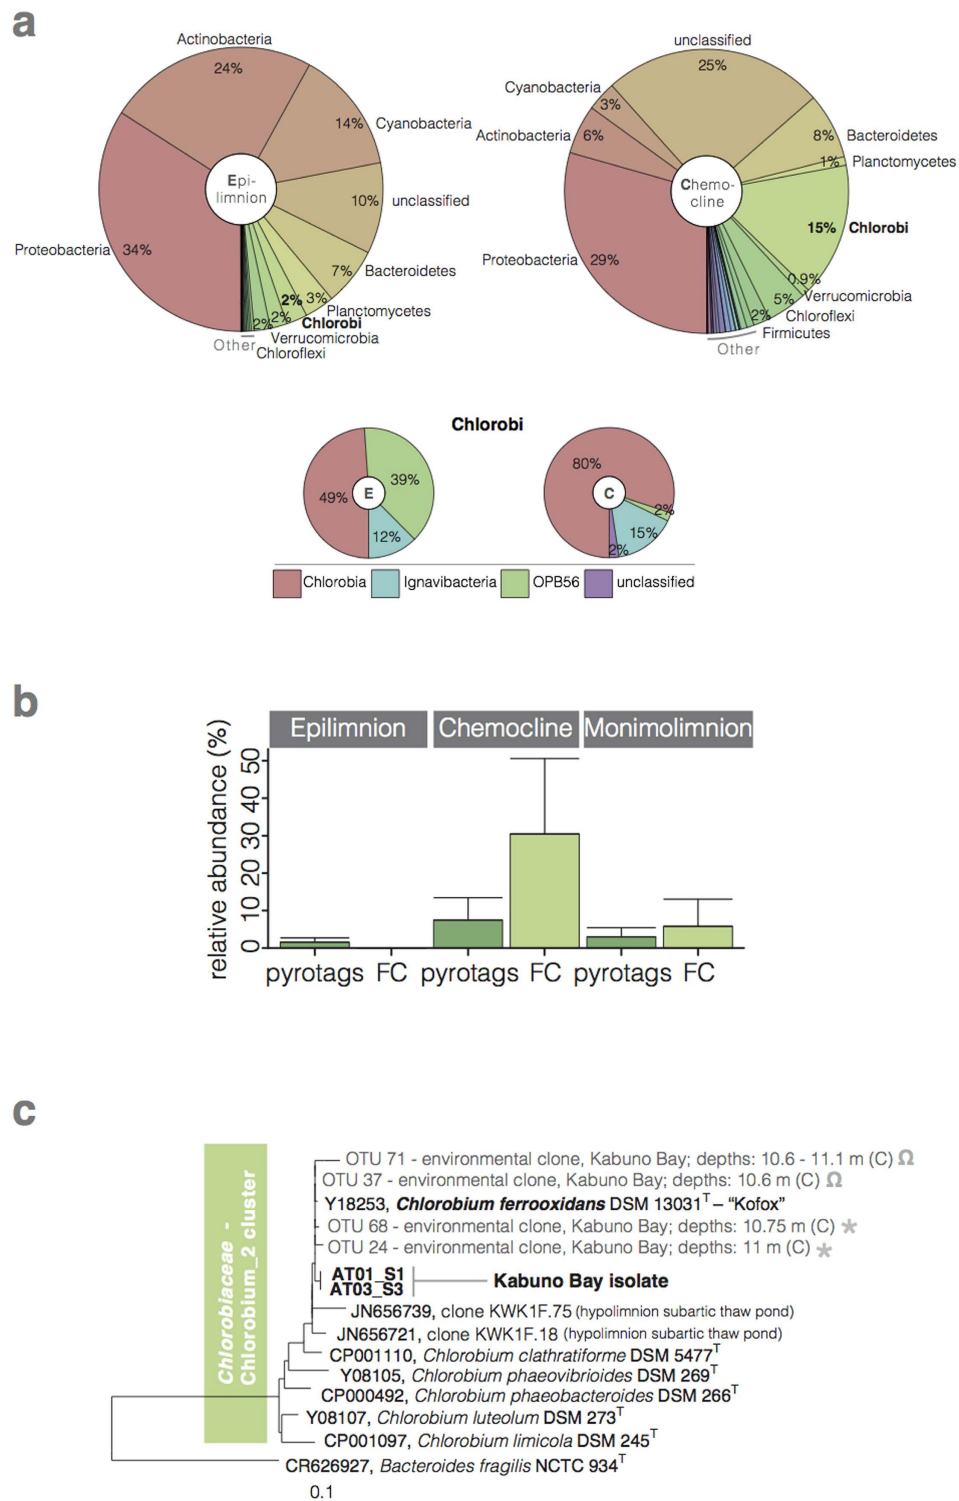 a
Actinobacteria
24%
14%
Cyanobacteria
Epi-
limnion
10%
unclassified
Proteobacteria
34%
7%
Bacteroidetes
3%
Planctomycetes
2%
Chlorobi
2%
Verrucomicrobia
2%
Chloroflexi
Other
unclassified
25%
Cyanobacteria
3%
Actinobacteria
6%
8%
Bacteroidetes
1%
Planctomycetes
Chemo-
cline
15%
Chlorobi
Proteobacteria
29%
0.9%
Verrucomicrobia
5%
Chloroflexi
2%
Firmicutes
Other
Chlorobi
49%
E
39%
12%
80%
C
2%
15%
2%
Chlorobia
Ignavibacteria
OPB56
unclassified
b
Epilimnion
Chemocline
Monimolimnion
relative abundance (%)
50
40
30
20
10
0
pyrotags FC pyrotags FC pyrotags FC
c
Chlorobiaceae -
Chlorobium_2 cluster
OTU 71 - environmental clone, Kabuno Bay; depths: 10.6 - 11.1 m (C) Ω
OTU 37 - environmental clone, Kabuno Bay; depths: 10.6 m (C) Ω
Y18253, Chlorobium ferrooxidans DSM 13031T – “Kofox”
OTU 68 - environmental clone, Kabuno Bay; depths: 10.75 m (C) *
OTU 24 - environmental clone, Kabuno Bay; depths: 11 m (C) *
AT01_S1
AT03_S3
Kabuno Bay isolate
JN656739, clone KWK1F.75 (hypolimnion subartic thaw pond)
JN656721, clone KWK1F.18 (hypolimnion subartic thaw pond)
CP001110, Chlorobium clathratiforme DSM 5477T
Y08105, Chlorobium phaeovibrioides DSM 269T
CP000492, Chlorobium phaeobacteroides DSM 266T
Y08107, Chlorobium luteolum DSM 273T
CP001097, Chlorobium limicola DSM 245T
CR626927, Bacteroides fragilis NCTC 934T
0.1